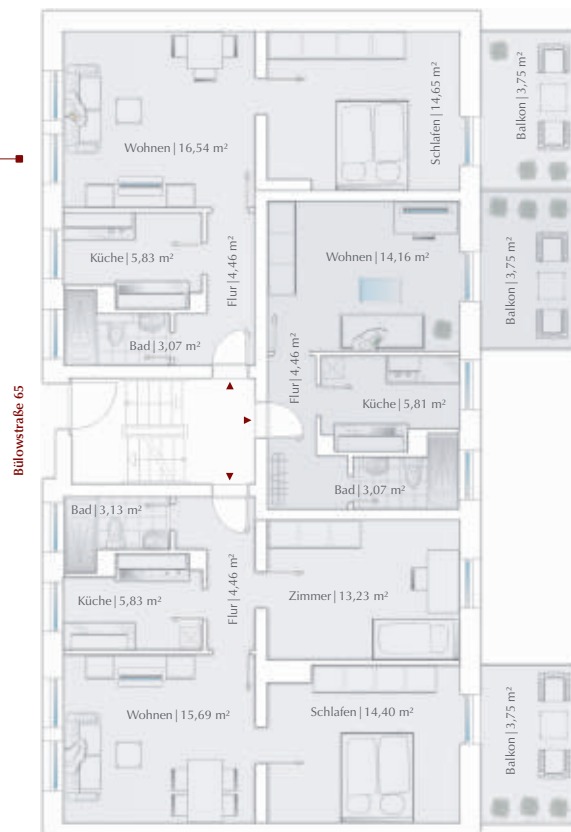 Wohnen | 16,54 m²
Schlafen | 14,65 m²
Balkon | 3,75 m²
Küche | 5,83 m²
Flur | 4,46 m²
Bad | 3,07 m²
Wohnen | 14,16 m²
Balkon | 3,75 m²
Flur | 4,46 m²
Küche | 5,81 m²
Bad | 3,07 m²
Bülowstraße 65
Bad | 3,13 m²
Küche | 5,83 m²
Flur | 4,46 m²
Zimmer | 13,23 m²
Wohnen | 15,69 m²
Schlafen | 14,40 m²
Balkon | 3,75 m²